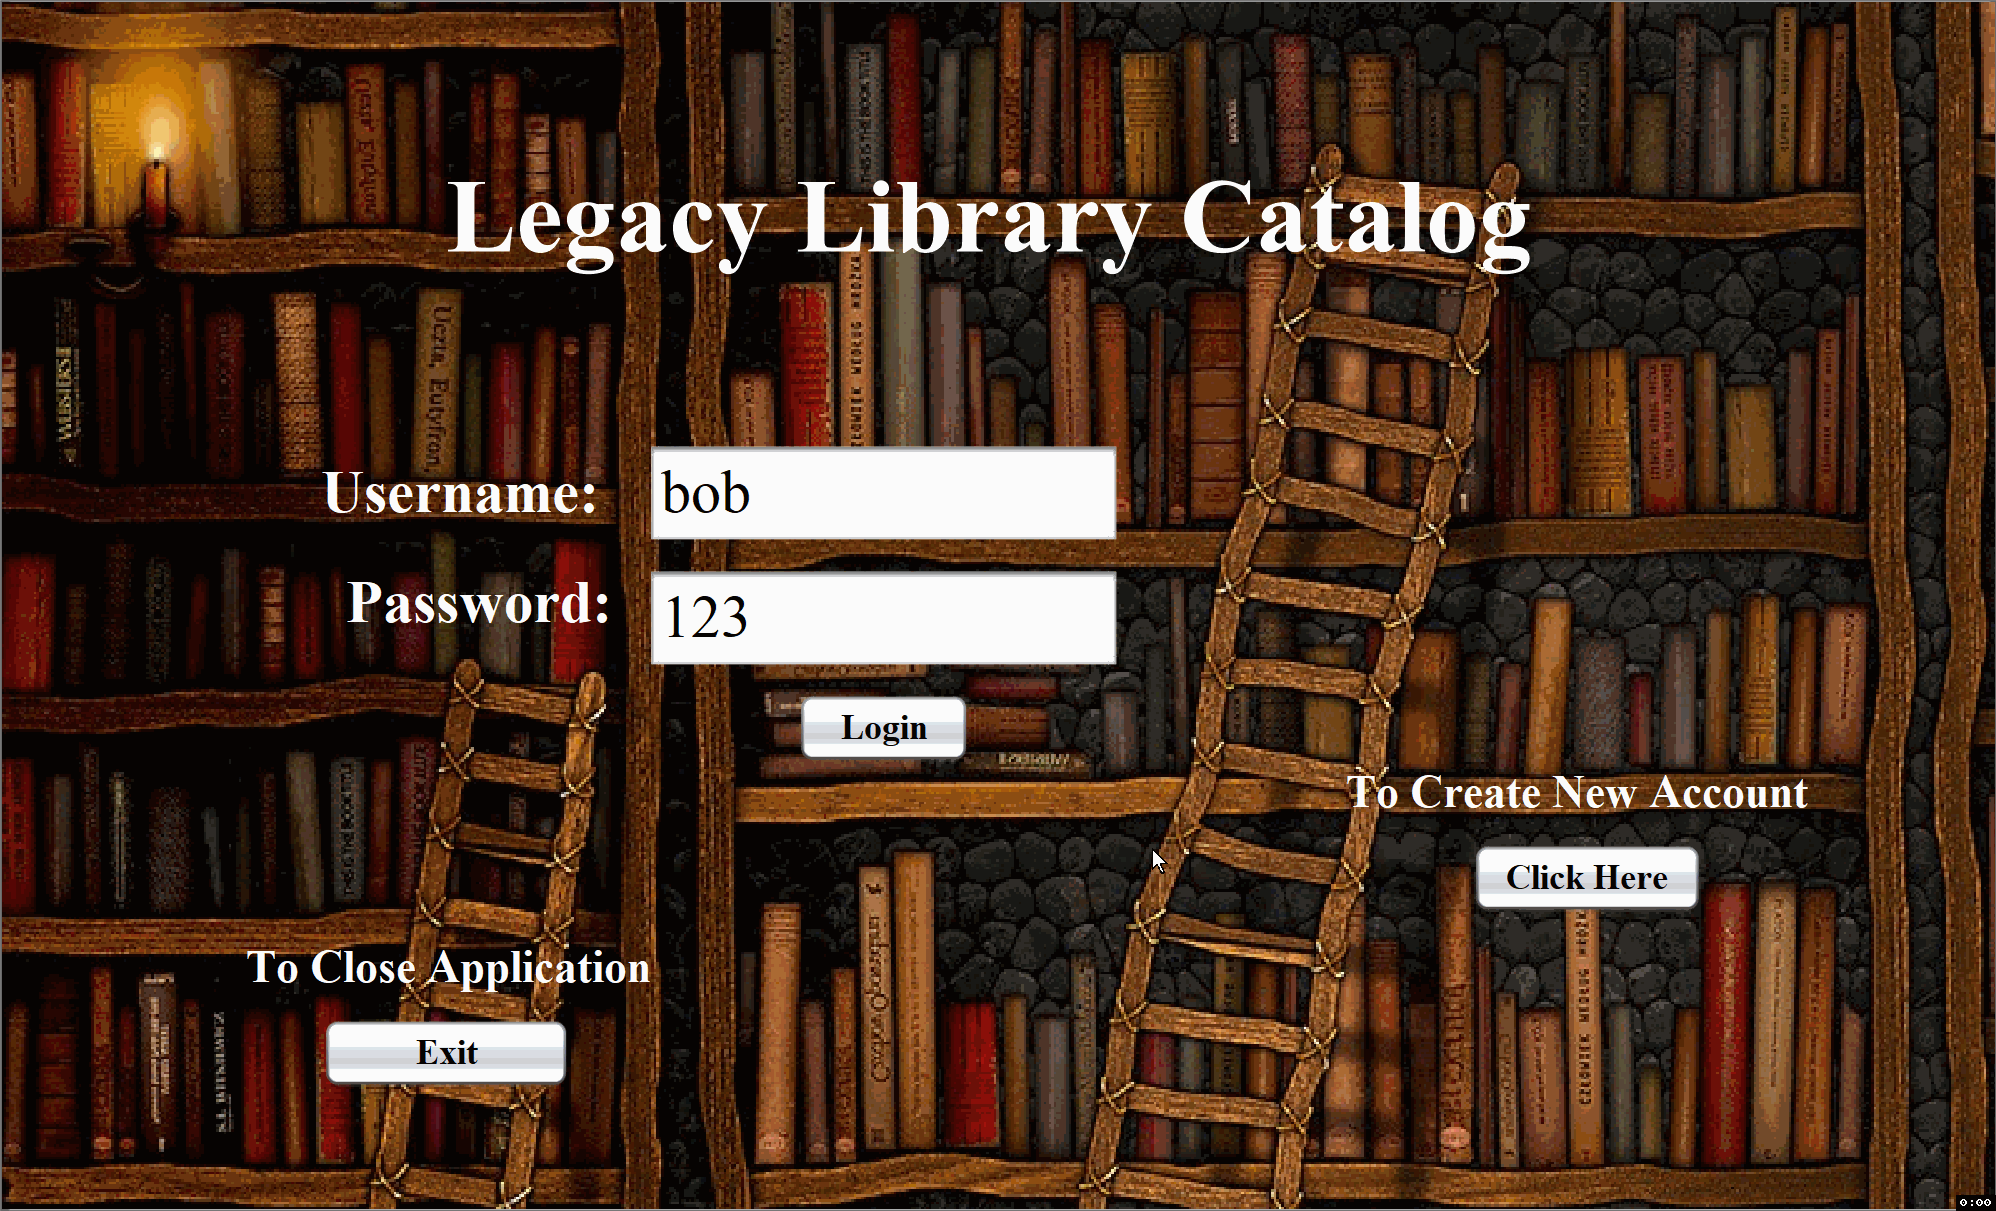 Legacy Library Catalog
Username: bob
Password: 123
Login
To Create New Account
Click Here
To Close Application
Exit
0:00